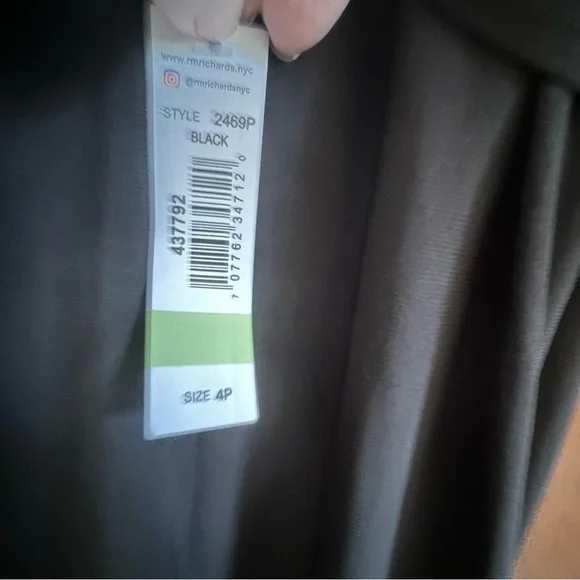 www.rmrichards.nyc
@rmrichardsnyc
STYLE 2469P
BLACK
437792
7 07762 34712 0
SIZE 4P